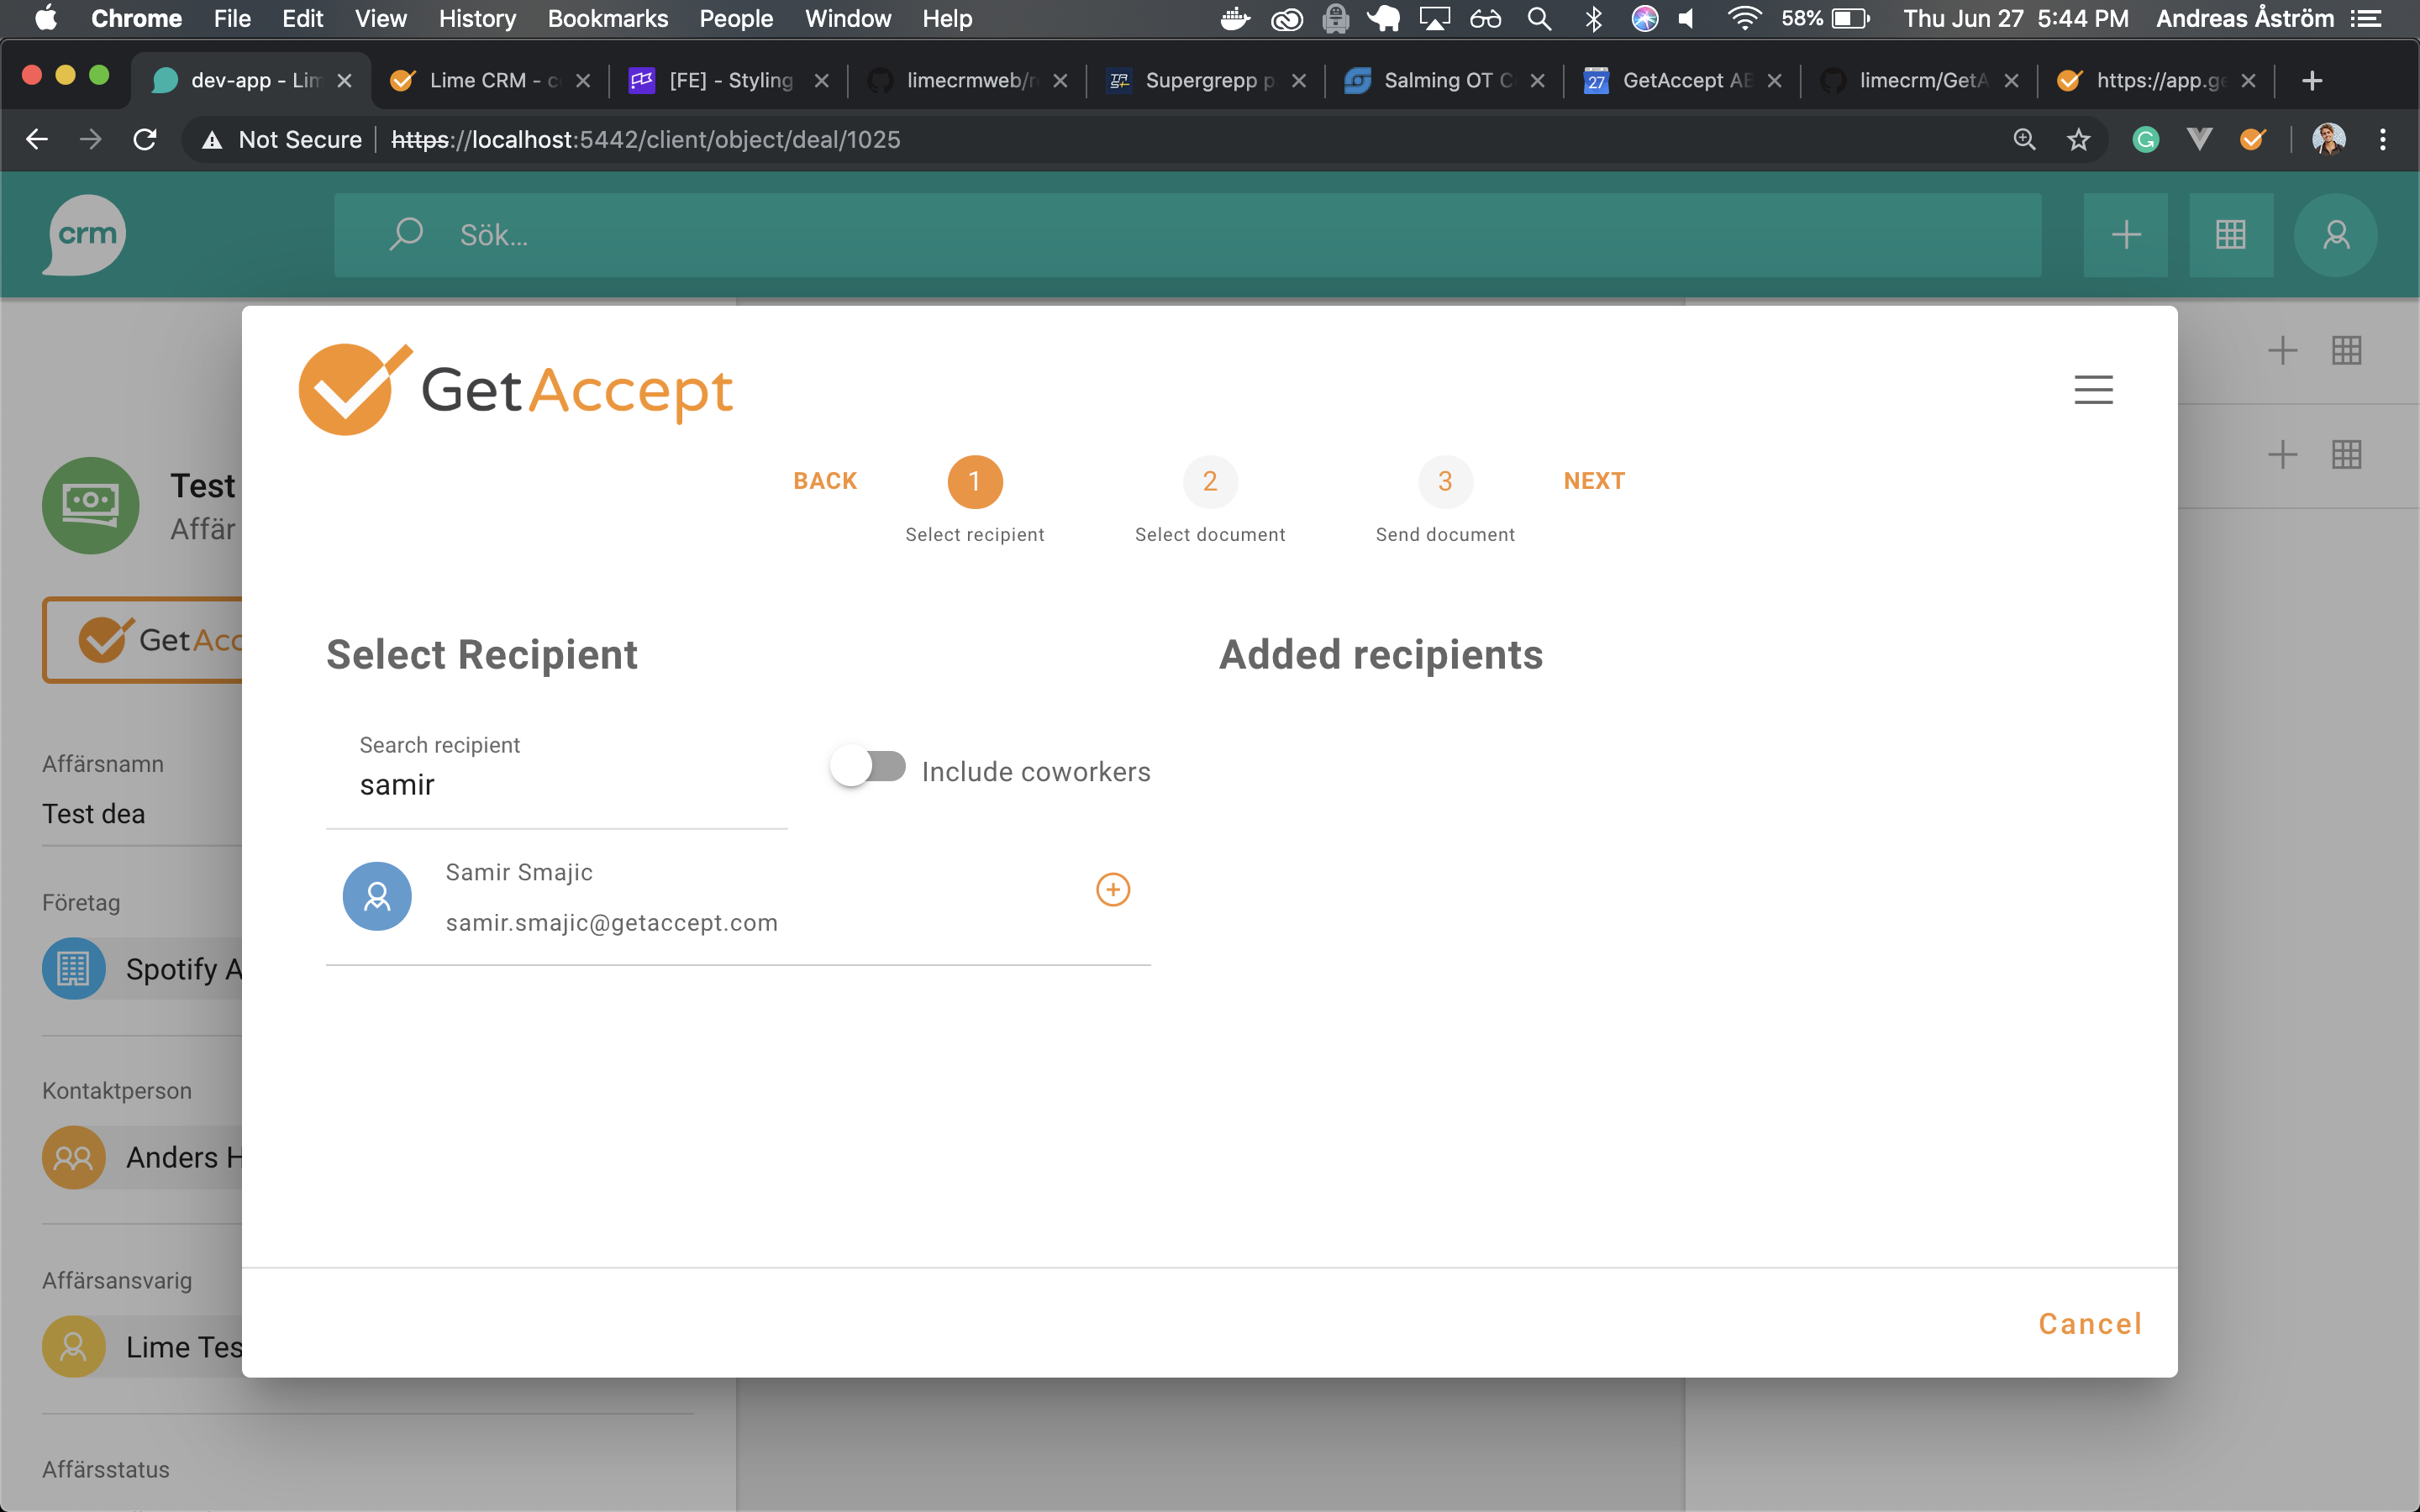 Chrome File Edit View History Bookmarks People Window Help 58% Thu Jun 27 5:44 PM Andreas Åström
dev-app - Lim Lime CRM - c [FE] - Styling limecrmweb/r Supergrepp p Salming OT C 27 GetAccept AB limecrm/GetA https://app.ge
Not Secure https://localhost:5442/client/object/deal/1025
crm Sök...
GetAccept
BACK 1 2 3 NEXT
Select recipient Select document Send document
Test
Affär
GetAcc
Select Recipient Added recipients
Search recipient
samir
Include coworkers
Samir Smajic
samir.smajic@getaccept.com
Affärsnamn
Test dea
Företag
Spotify A
Kontaktperson
Anders H
Affärsansvarig
Lime Tes
Cancel
Affärsstatus